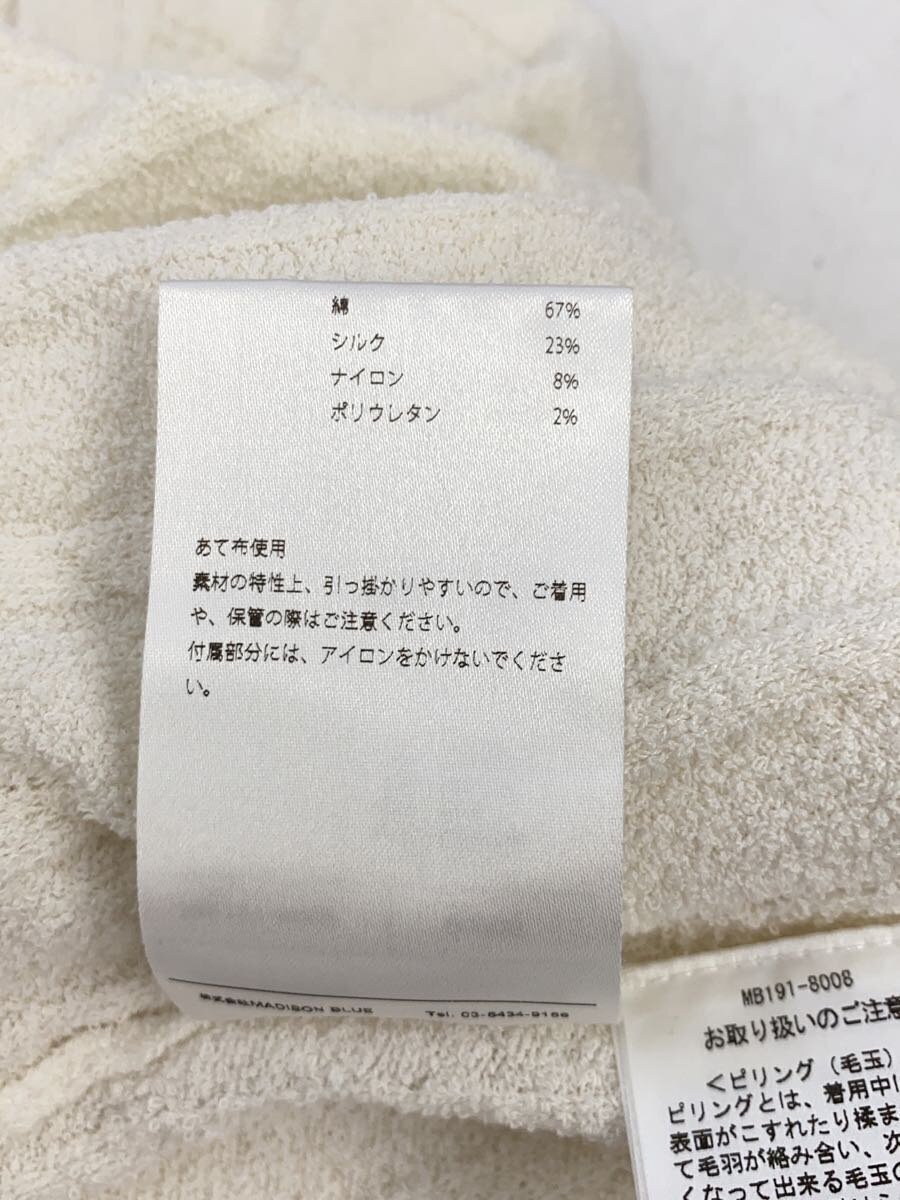 綿 67%
シルク 23%
ナイロン 8%
ポリウレタン 2%
あて布使用
素材の特性上、引っ掛かりやすいので、ご着用
や、保管の際はご注意ください。
付属部分には、アイロンをかけないでくださ
い。
株式会社MADISON BLUE Tel. 03-6434-9166
MB191-8008
お取り扱いのご注意
＜ピリング（毛玉）
ピリングとは、着用中に
表面がこすれたり揉ま
て毛羽が絡み合い、次
くなって出来る毛玉の